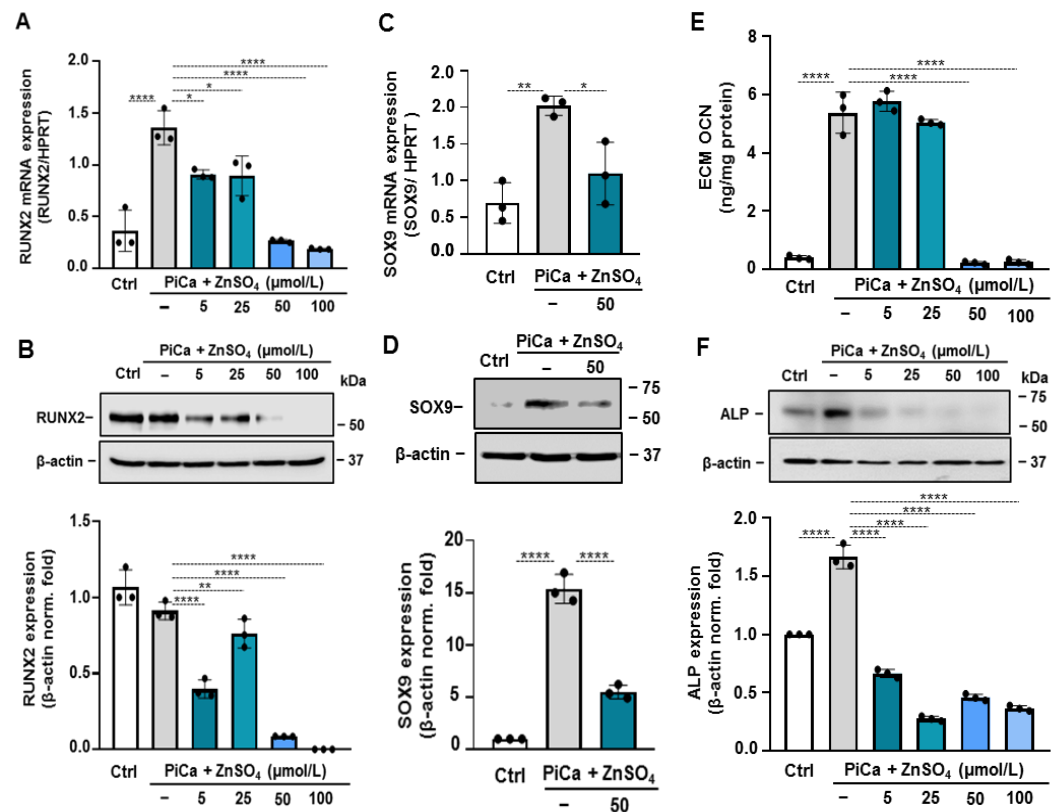 A
RUNX2 mRNA expression
(RUNX2/HPRT)
2.0
1.5
1.0
0.5
0.0
****
****
*
*
****
Ctrl
PiCa + ZnSO₄ (µmol/L)
– 5 25 50 100
C
SOX9 mRNA expression
(SOX9/ HPRT )
2.0
2.0
1.0
0.5
0.0
** *
Ctrl
PiCa + ZnSO₄
– 50
E
ECM OCN
(ng/mg protein)
8
6
4
2
0
****
****
****
Ctrl
PiCa + ZnSO₄ (µmol/L)
– 5 25 50 100
B
PiCa + ZnSO₄ (µmol/L)
Ctrl – 5 25 50 100 kDa
RUNX2–
– 50
β-actin –
– 37
RUNX2 expression
(β-actin norm. fold)
1.5
1.0
0.5
0.0
****
****
**
****
Ctrl
PiCa + ZnSO₄ (µmol/L)
– 5 25 50 100
D
PiCa + ZnSO₄
Ctrl – 50
– 75
SOX9–
– 50
β-actin –
– 37
SOX9 expression
(β-actin norm. fold)
20
15
10
5
0
**** ****
Ctrl
PiCa + ZnSO₄
– 50
F
PiCa + ZnSO₄ (µmol/L)
Ctrl – 5 25 50 100 kDa
– 75
ALP –
– 50
β-actin –
– 37
ALP expression
(β-actin norm. fold)
2.0
1.5
1.0
0.5
0.0
****
****
****
**** ****
Ctrl
PiCa + ZnSO₄ (µmol/L)
– 5 25 50 100